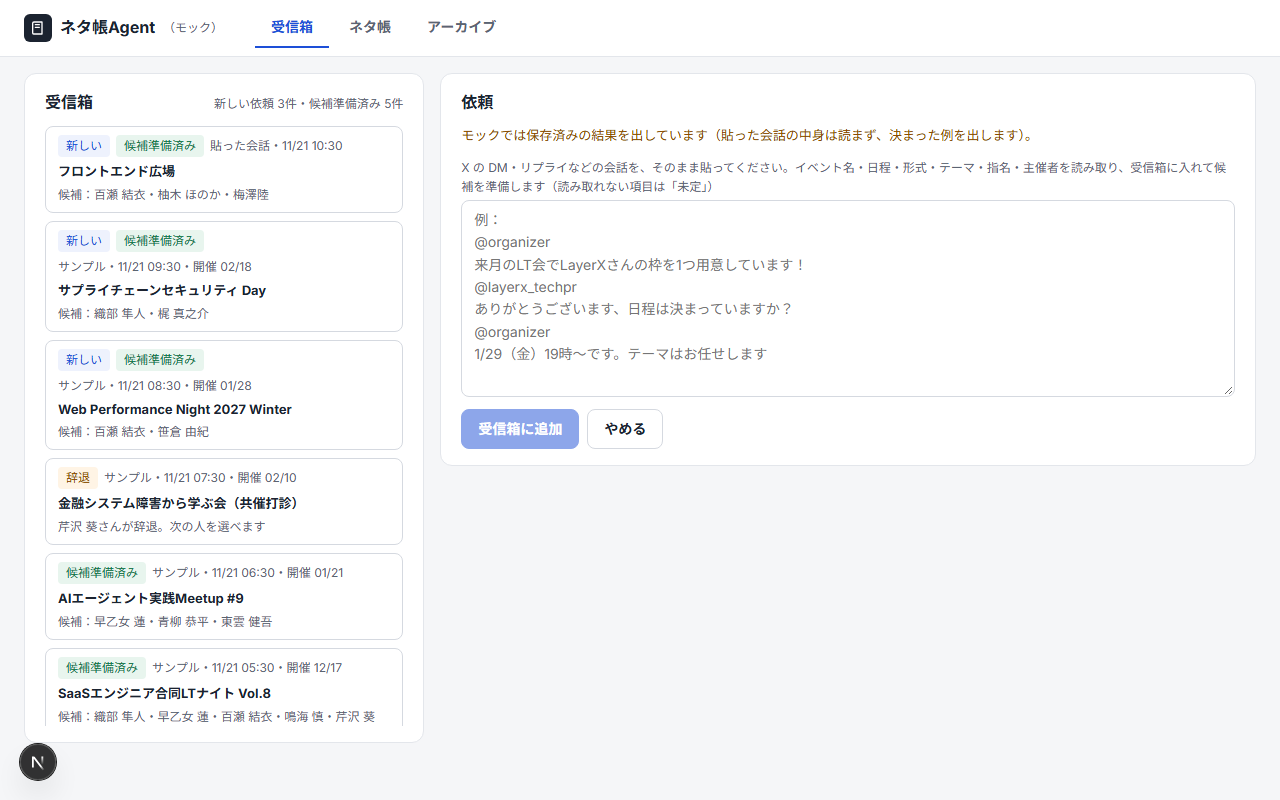 ネタ帳Agent （モック） 受信箱 ネタ帳 アーカイブ
受信箱 新しい依頼 3件・候補準備済み 5件
新しい 候補準備済み 貼った会話・11/21 10:30
フロントエンド広場
候補：百瀬 結衣・柚木 ほのか・梅澤陸
新しい 候補準備済み
サンプル・11/21 09:30・開催 02/18
サプライチェーンセキュリティ Day
候補：織部 隼人・梶 真之介
新しい 候補準備済み
サンプル・11/21 08:30・開催 01/28
Web Performance Night 2027 Winter
候補：百瀬 結衣・笹倉 由紀
辞退 サンプル・11/21 07:30・開催 02/10
金融システム障害から学ぶ会（共催打診）
芹沢 葵さんが辞退。次の人を選べます
候補準備済み サンプル・11/21 06:30・開催 01/21
AIエージェント実践Meetup #9
候補：早乙女 蓮・青柳 恭平・東雲 健吾
候補準備済み サンプル・11/21 05:30・開催 12/17
SaaSエンジニア合同LTナイト Vol.8
候補：織部 隼人・早乙女 蓮・百瀬 結衣・鳴海 慎・芹沢 葵
依頼
モックでは保存済みの結果を出しています（貼った会話の中身は読まず、決まった例を出します）。
X の DM・リプライなどの会話を、そのまま貼ってください。イベント名・日程・形式・テーマ・指名・主催者を読み取り、受信箱に入れて候
補を準備します（読み取れない項目は「未定」）
例：
@organizer
来月のLT会でLayerXさんの枠を1つ用意しています！
@layerx_techpr
ありがとうございます、日程は決まっていますか？
@organizer
1/29（金）19時〜です。テーマはお任せします
受信箱に追加 やめる
N